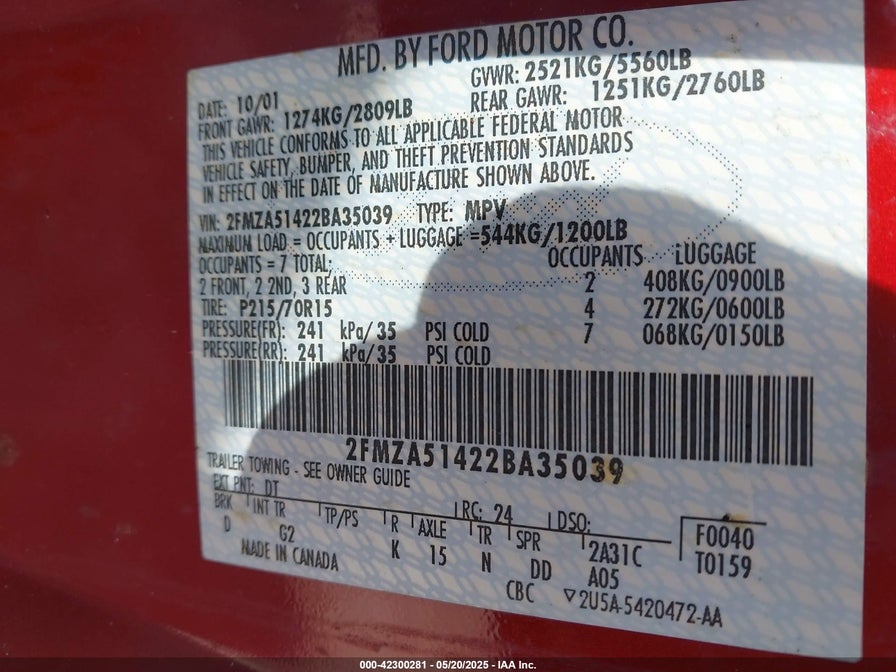 MFD. BY FORD MOTOR CO.
DATE: 10/01 GVWR: 2521KG/5560LB
FRONT GAWR: 1274KG/2809LB REAR GAWR: 1251KG/2760LB
THIS VEHICLE CONFORMS TO ALL APPLICABLE FEDERAL MOTOR
VEHICLE SAFETY, BUMPER, AND THEFT PREVENTION STANDARDS
IN EFFECT ON THE DATE OF MANUFACTURE SHOWN ABOVE.
VIN: 2FMZA51422BA35039 TYPE: MPV
MAXIMUM LOAD = OCCUPANTS + LUGGAGE =544KG/1200LB
OCCUPANTS = 7 TOTAL; OCCUPANTS LUGGAGE
2 FRONT, 2 2ND, 3 REAR 2 408KG/0900LB
TIRE: P215/70R15 4 272KG/0600LB
PRESSURE(FR): 241 kPa/35 PSI COLD 7 068KG/0150LB
PRESSURE(RR): 241 kPa/35 PSI COLD
2FMZA51422BA35039
TRAILER TOWING - SEE OWNER GUIDE
EXT PNT: DT RC: 24 DSO: F0040
BRK INT TR TP/PS R AXLE TR SPR 2A31C T0159
D G2 K 15 N DD A05
MADE IN CANADA CBC ▽2U5A-5420472-AA
000-42300281 - 05/20/2025 - IAA Inc.